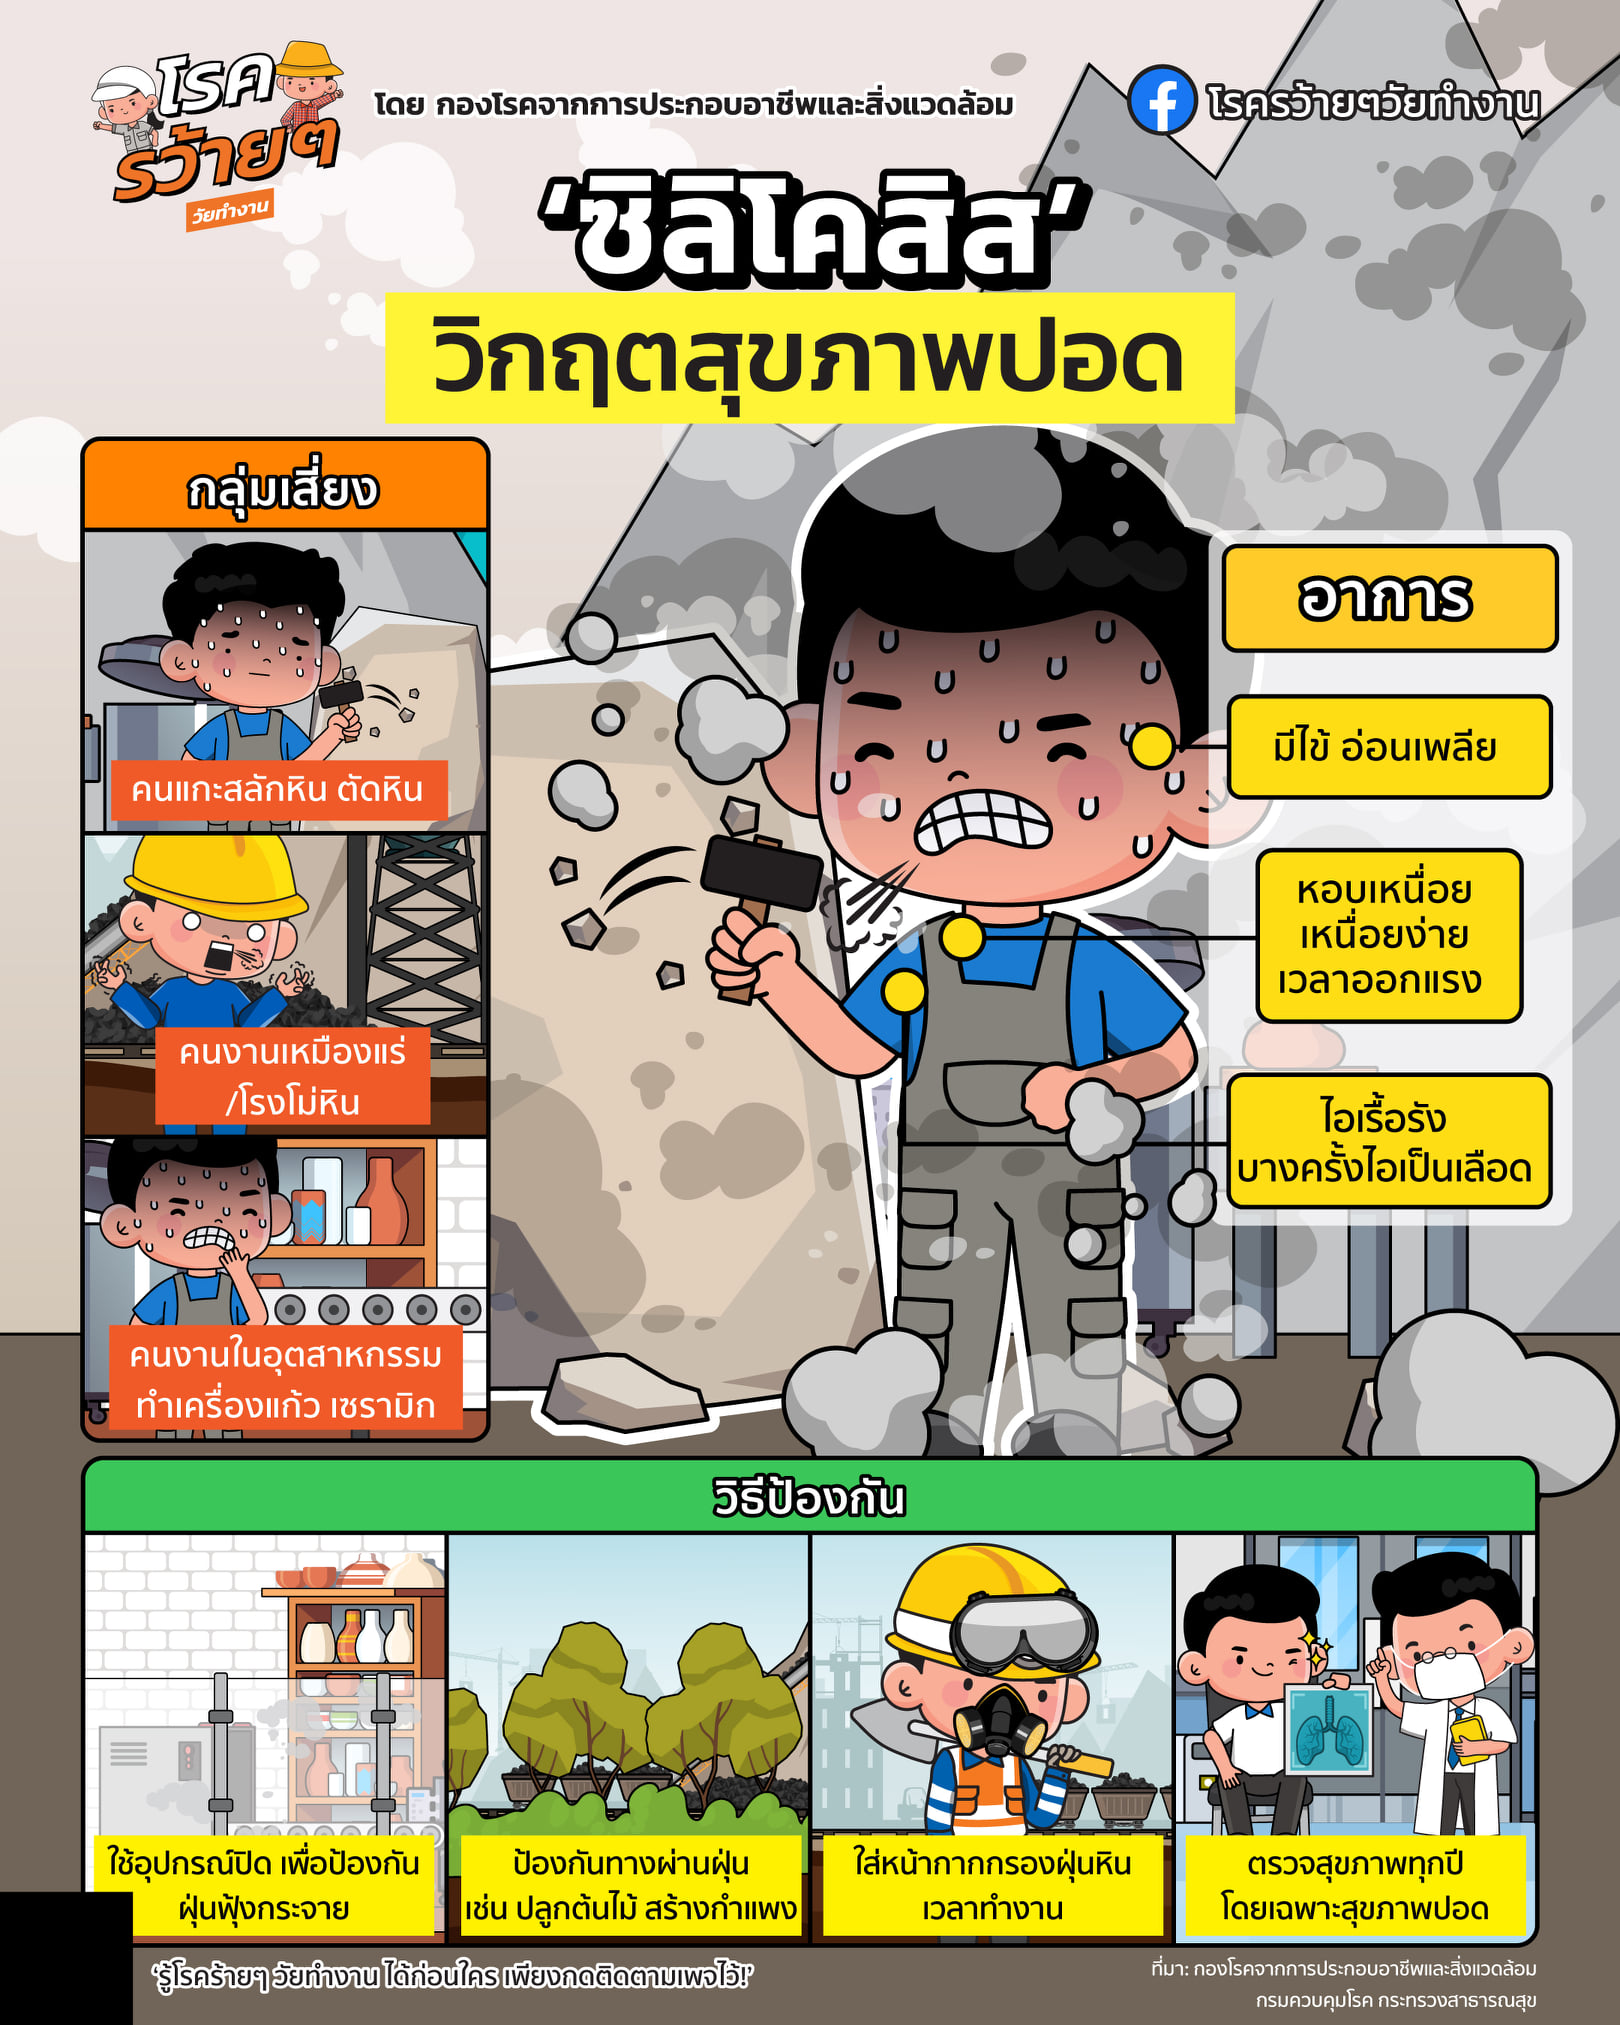 โรค
รว้ายๆ
วัยทำงาน
โดย กองโรคจากการประกอบอาชีพและสิ่งแวดล้อม
โรครว้ายๆวัยทำงาน
‘ซิลิโคสิส’
วิกฤตสุขภาพปอด
กลุ่มเสี่ยง
คนแกะสลักหิน ตัดหิน
คนงานเหมืองแร่
/โรงโม่หิน
คนงานในอุตสาหกรรม
ทำเครื่องแก้ว เซรามิก
อาการ
มีไข้ อ่อนเพลีย
หอบเหนื่อย
เหนื่อยง่าย
เวลาออกแรง
ไอเรื้อรัง
บางครั้งไอเป็นเลือด
วิธีป้องกัน
ใช้อุปกรณ์ปิด เพื่อป้องกัน
ฝุ่นฟุ้งกระจาย
ป้องกันทางผ่านฝุ่น
เช่น ปลูกต้นไม้ สร้างกำแพง
ใส่หน้ากากกรองฝุ่นหิน
เวลาทำงาน
ตรวจสุขภาพทุกปี
โดยเฉพาะสุขภาพปอด
‘รู้โรคร้ายๆ วัยทำงาน ได้ก่อนใคร เพียงกดติดตามเพจไว้!’
ที่มา: กองโรคจากการประกอบอาชีพและสิ่งแวดล้อม
กรมควบคุมโรค กระทรวงสาธารณสุข